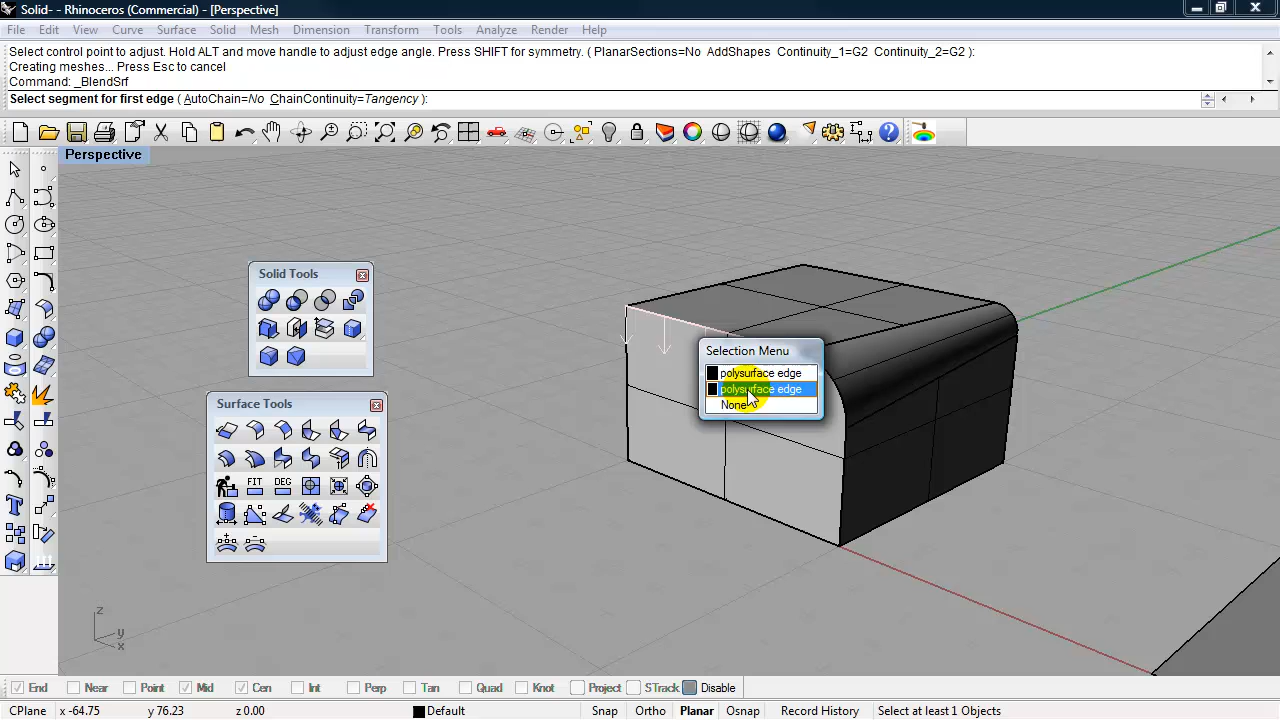 Solid- - Rhinoceros (Commercial) - [Perspective]
File Edit View Curve Surface Solid Mesh Dimension Transform Tools Analyze Render Help
Select control point to adjust. Hold ALT and move handle to adjust edge angle. Press SHIFT for symmetry. ( PlanarSections=No AddShapes Continuity_1=G2 Continuity_2=G2 ):
Creating meshes... Press Esc to cancel
Command: _BlendSrf
Select segment for first edge ( AutoChain=No ChainContinuity=Tangency ):
Perspective
Solid Tools
Selection Menu
polysurface edge
polysurface edge
None
Surface Tools
FIT DEG
z
y
x
End Near Point Mid Cen Int Perp Tan Quad Knot Project STrack Disable
CPlane x -64.75 y 76.23 z 0.00 Default Snap Ortho Planar Osnap Record History Select at least 1 Objects